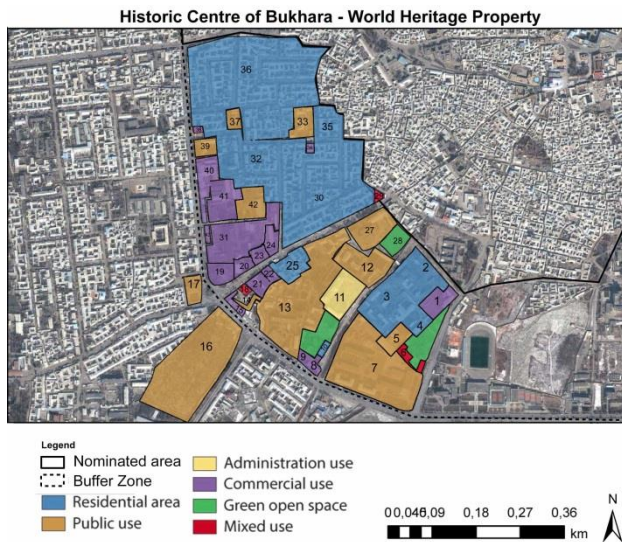 Historic Centre of Bukhara - World Heritage Property
36
37
33
35
39
32
40
41
42
30
31
27
28
24
23
20
19
22
21
25
12
2
17
11
3
1
13
4
5
16
7
9
8
Legend
Nominated area
Buffer Zone
Residential area
Public use
Administration use
Commercial use
Green open space
Mixed use
N
0 0,045 0,09 0,18 0,27 0,36
km